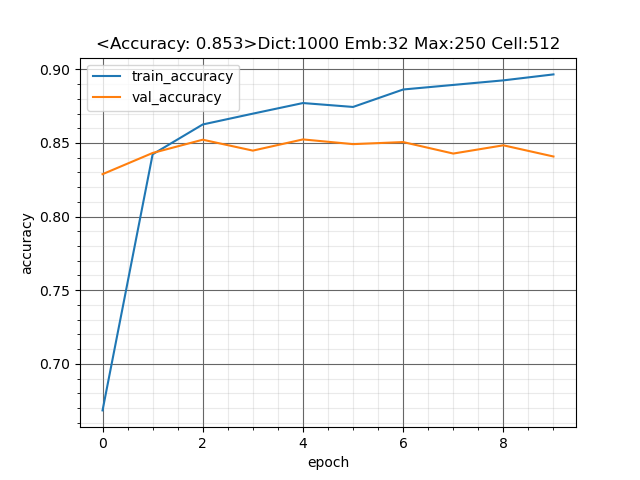 <Accuracy: 0.853>Dict:1000 Emb:32 Max:250 Cell:512
train_accuracy
val_accuracy
0.90
0.85
0.80
0.75
0.70
accuracy
0 2 4 6 8
epoch